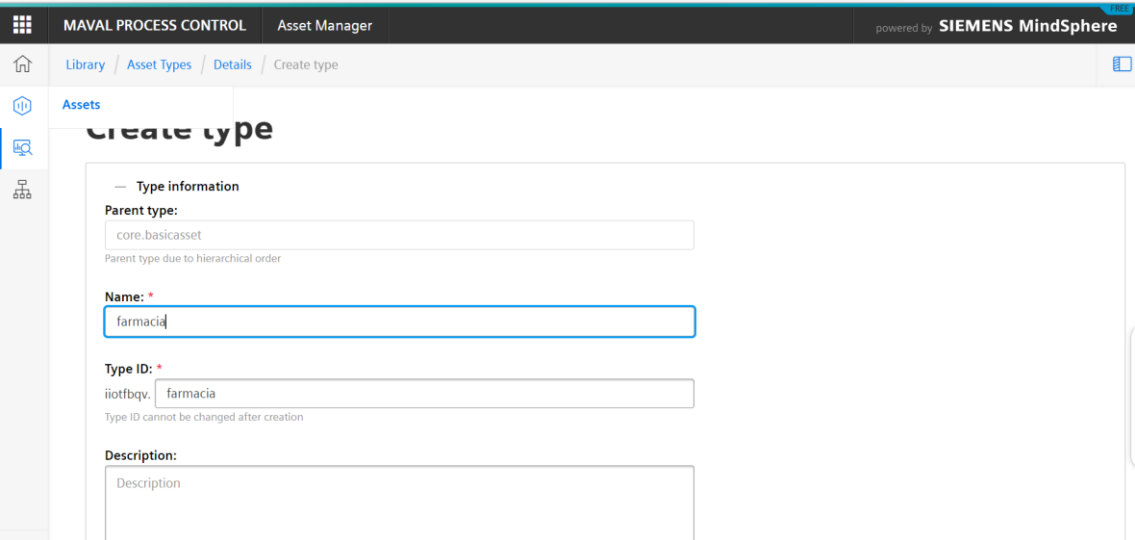 FREE
MAVAL PROCESS CONTROL Asset Manager powered by SIEMENS MindSphere
Library / Asset Types / Details / Create type
Assets
Create type
— Type information
Parent type:
core.basicasset
Parent type due to hierarchical order
Name: *
farmacia
Type ID: *
iiotfbqv. farmacia
Type ID cannot be changed after creation
Description:
Description